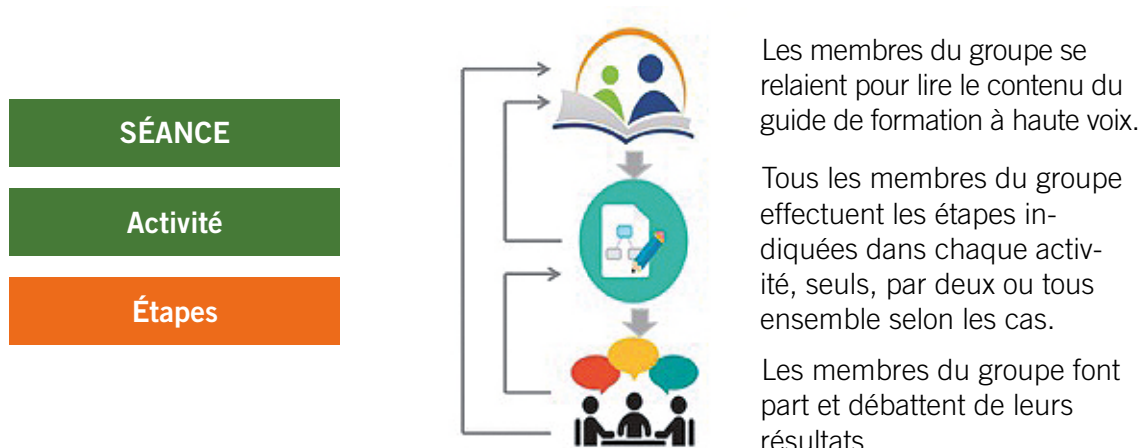 SÉANCE
Activité
Étapes
Les membres du groupe se
relaient pour lire le contenu du
guide de formation à haute voix.
Tous les membres du groupe
effectuent les étapes in-
diquées dans chaque activ-
ité, seuls, par deux ou tous
ensemble selon les cas.
Les membres du groupe font
part et débattent de leurs
résultats